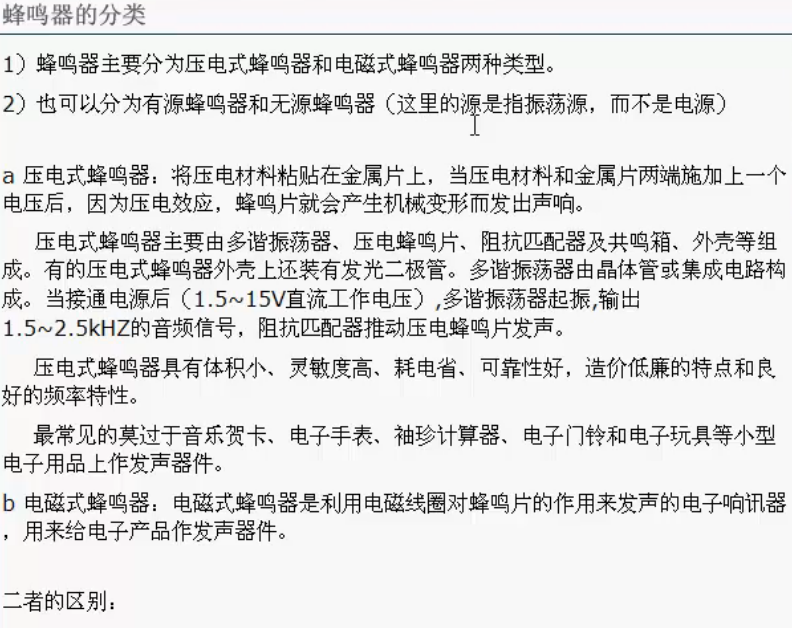 蜂鸣器的分类
1）蜂鸣器主要分为压电式蜂鸣器和电磁式蜂鸣器两种类型。
2）也可以分为有源蜂鸣器和无源蜂鸣器（这里的源是指振荡源，而不是电源）
a 压电式蜂鸣器：将压电材料粘贴在金属片上，当压电材料和金属片两端施加上一个
电压后，因为压电效应，蜂鸣片就会产生机械变形而发出声响。
压电式蜂鸣器主要由多谐振荡器、压电蜂鸣片、阻抗匹配器及共鸣箱、外壳等组
成。有的压电式蜂鸣器外壳上还装有发光二极管。多谐振荡器由晶体管或集成电路构
成。当接通电源后（1.5~15V直流工作电压）,多谐振荡器起振,输出
1.5~2.5kHZ的音频信号，阻抗匹配器推动压电蜂鸣片发声。
压电式蜂鸣器具有体积小、灵敏度高、耗电省、可靠性好，造价低廉的特点和良
好的频率特性。
最常见的莫过于音乐贺卡、电子手表、袖珍计算器、电子门铃和电子玩具等小型
电子用品上作发声器件。
b 电磁式蜂鸣器：电磁式蜂鸣器是利用电磁线圈对蜂鸣片的作用来发声的电子响讯器
，用来给电子产品作发声器件。
二者的区别：